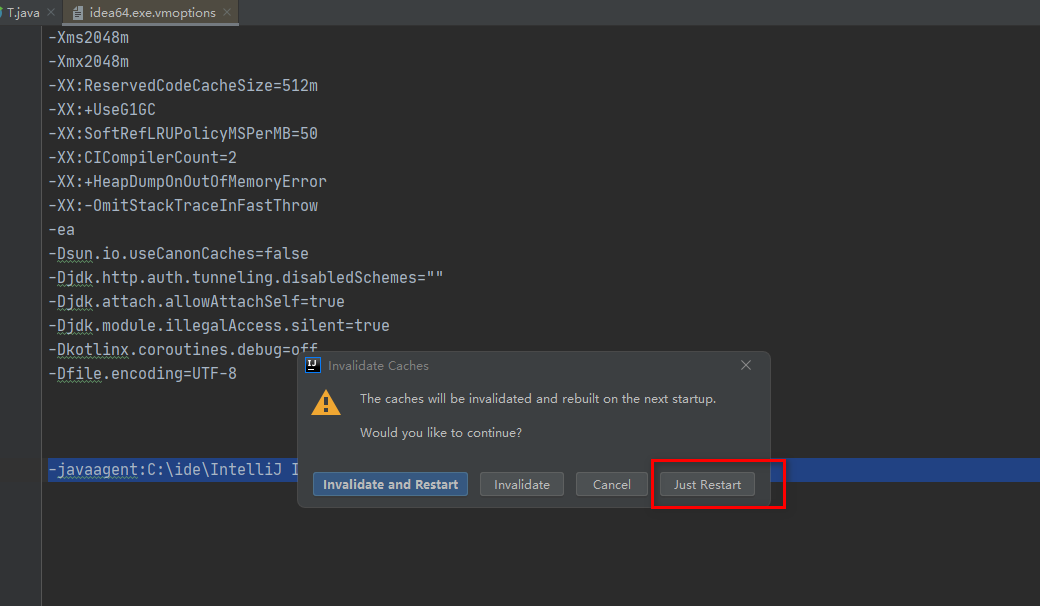 T.java
idea64.exe.vmoptions
-Xms2048m
-Xmx2048m
-XX:ReservedCodeCacheSize=512m
-XX:+UseG1GC
-XX:SoftRefLRUPolicyMSPerMB=50
-XX:CICompilerCount=2
-XX:+HeapDumpOnOutOfMemoryError
-XX:-OmitStackTraceInFastThrow
-ea
-Dsun.io.useCanonCaches=false
-Djdk.http.auth.tunneling.disabledSchemes=""
-Djdk.attach.allowAttachSelf=true
-Djdk.module.illegalAccess.silent=true
-Dkotlinx.coroutines.debug=off
-Dfile.encoding=UTF-8
-javaagent:C:\ide\IntelliJ I
IJ
Invalidate Caches
The caches will be invalidated and rebuilt on the next startup.
Would you like to continue?
Invalidate and Restart
Invalidate
Cancel
Just Restart